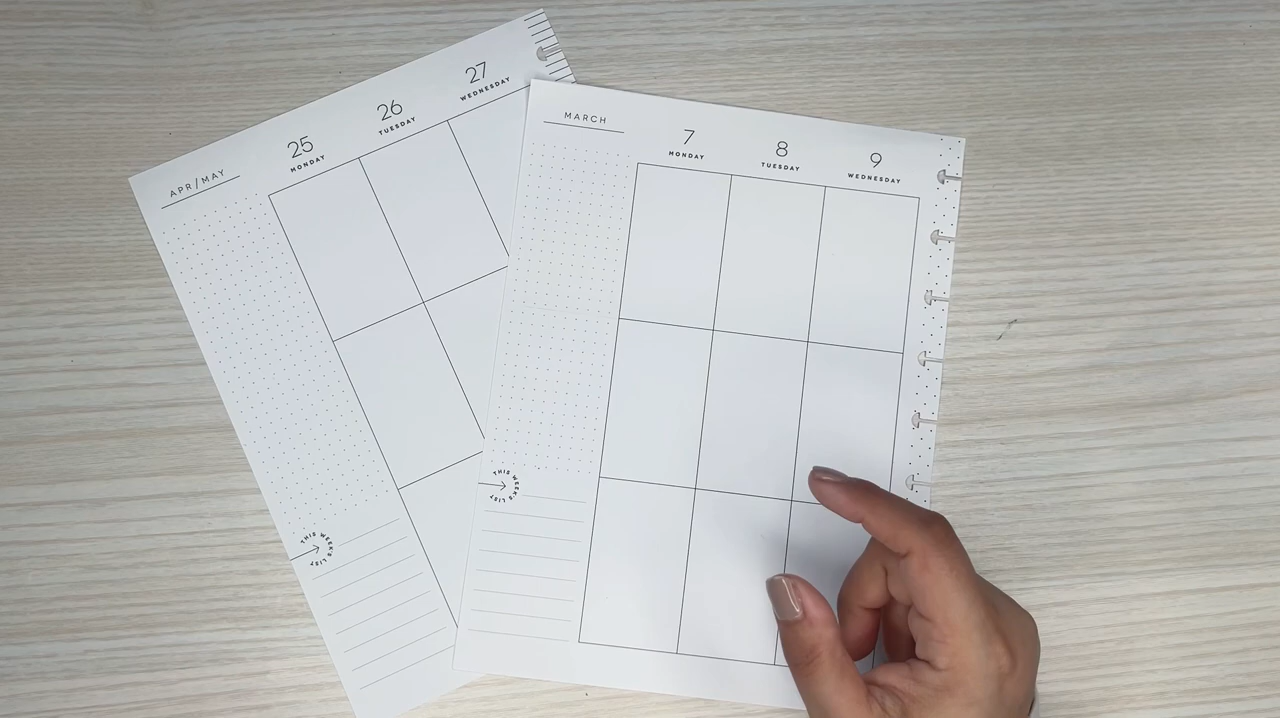 APR/MAY
25
MONDAY
26
TUESDAY
27
WEDNESDAY
THIS WEEK'S LIST
MARCH
7
MONDAY
8
TUESDAY
9
WEDNESDAY
THIS WEEK'S LIST